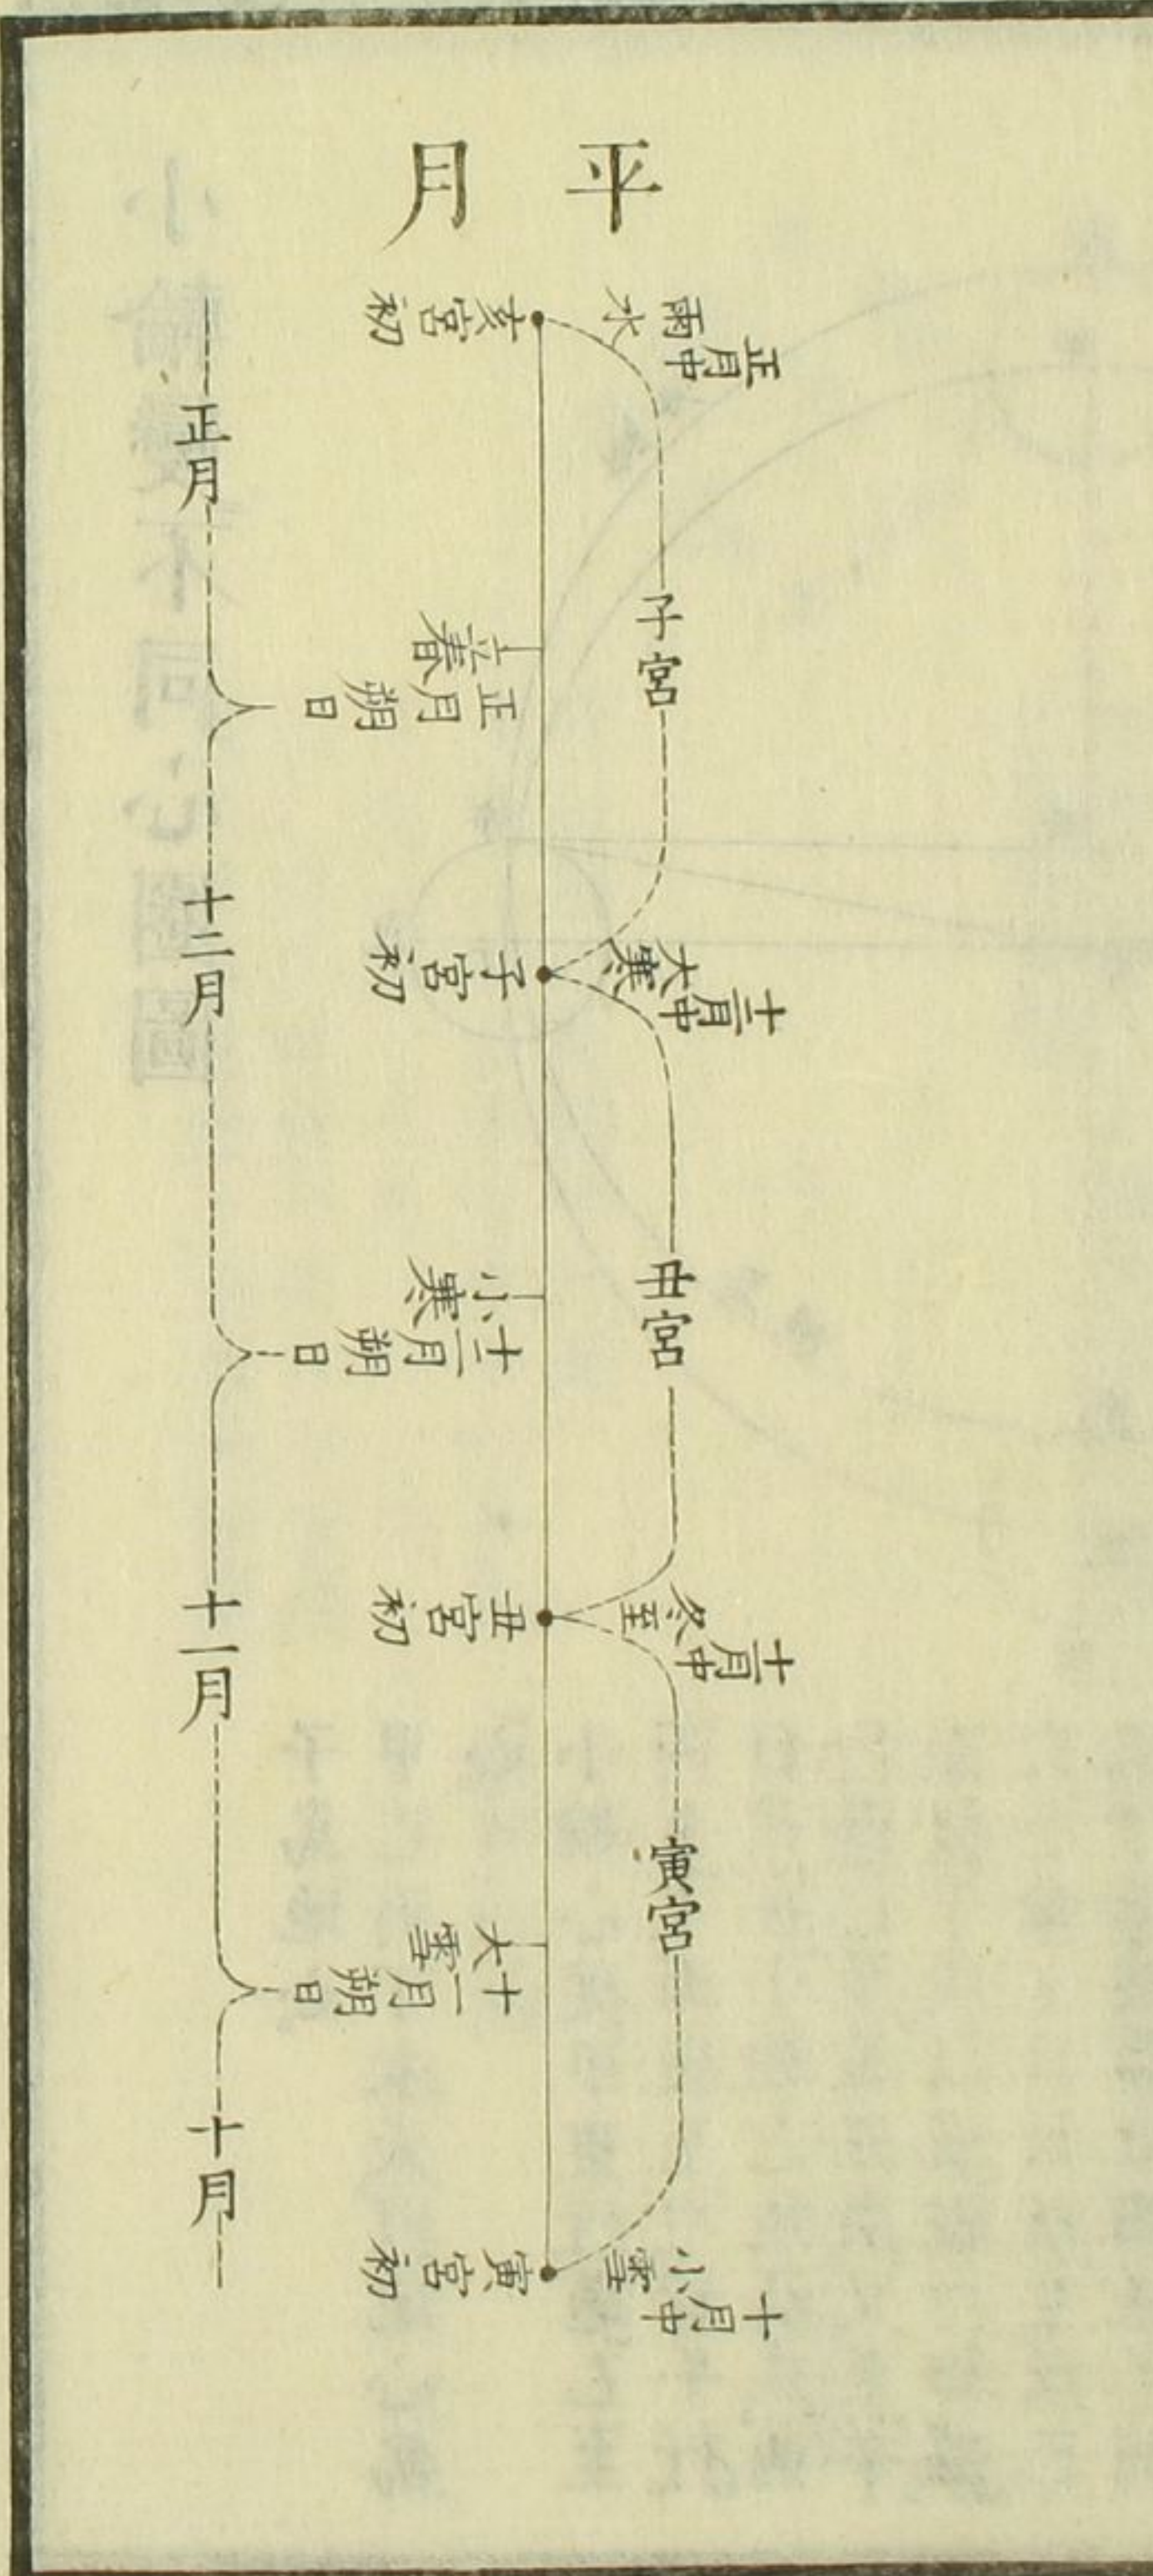 平月
正月中
雨水
子宮
十二月中
大寒
丑宮
十一月中
冬至
寅宮
十月中
小雪
亥宮初
立春
正月朔日
子宮初
小寒
十二月朔日
丑宮初
大雪
十一月朔日
寅宮初
正月
十二月
十一月
十月